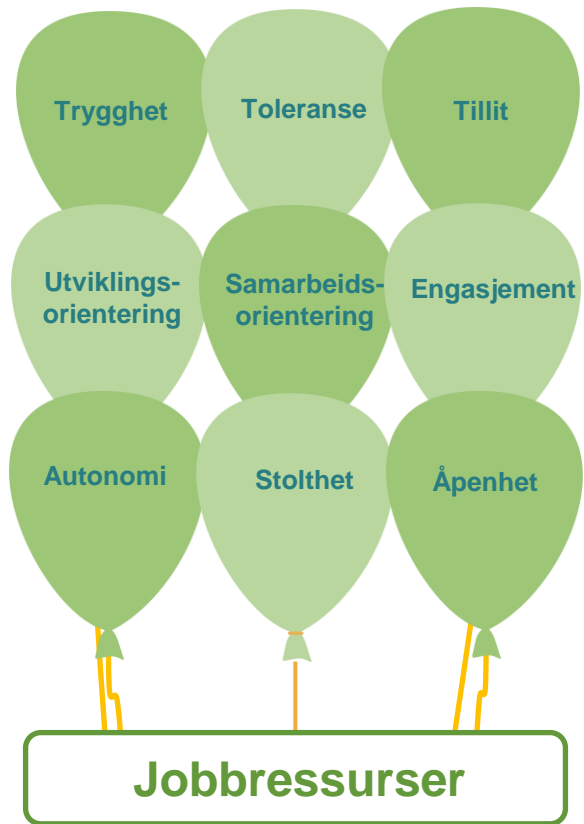 Trygghet
Toleranse
Tillit
Utviklings-
orientering
Samarbeids-
orientering
Engasjement
Autonomi
Stolthet
Åpenhet
Jobbressurser